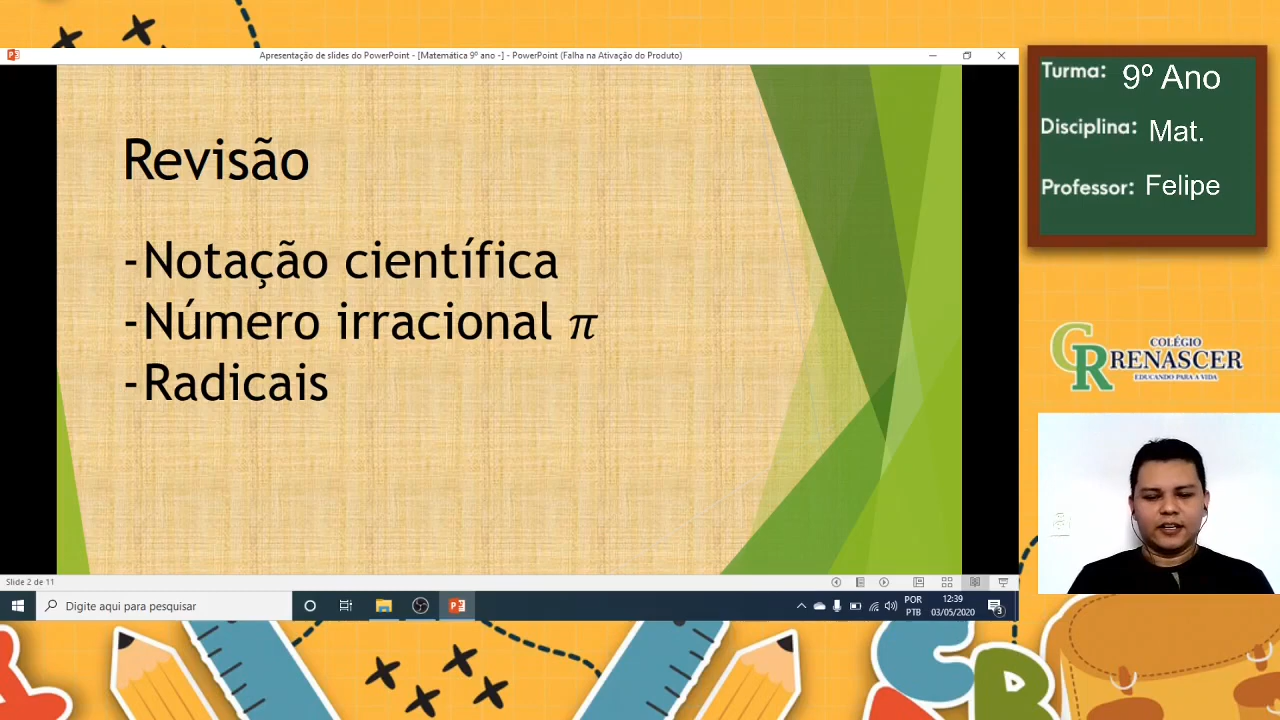 Apresentação de slides do PowerPoint - [Matemática 9º ano -] - PowerPoint (Falha na Ativação do Produto)
Revisão
-Notação científica
-Número irracional π
-Radicais
Slide 2 de 11
Digite aqui para pesquisar
POR
PTB
12:39
03/05/2020
3
Turma: 9º Ano
Disciplina: Mat.
Professor: Felipe
CR
COLÉGIO
RENASCER
EDUCANDO PARA A VIDA